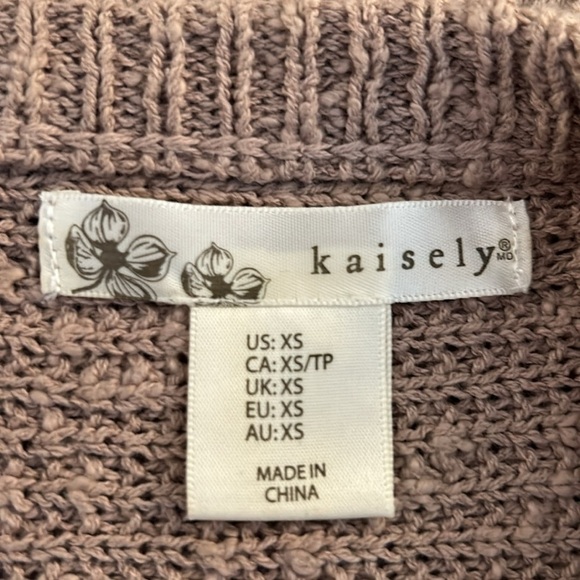 kaisely®
MD
US: XS
CA: XS/TP
UK: XS
EU: XS
AU: XS
MADE IN
CHINA